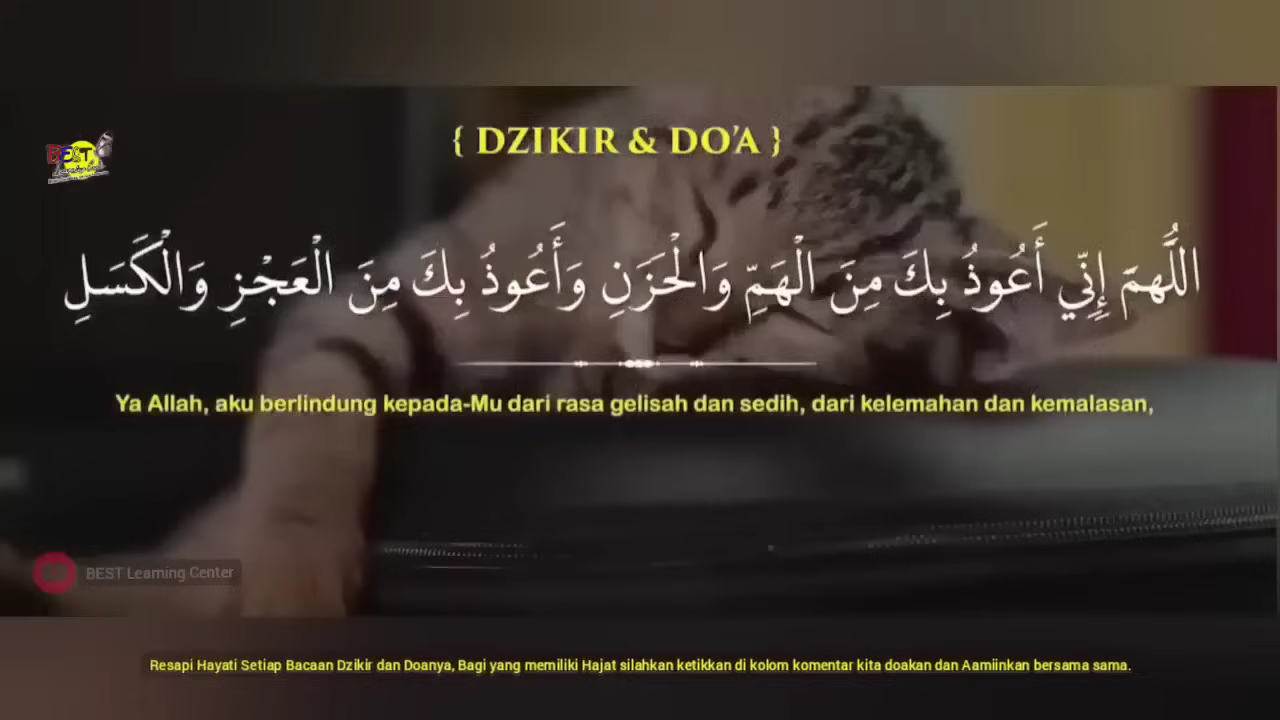 { DZIKIR & DO’A }
BEST
اللَّهمَّ إِنِّي أَعُوذُ بِكَ مِنَ الْهَمِّ وَالْحَزَنِ وَأَعُوذُ بِكَ مِنَ الْعَجْزِ وَالْكَسَلِ
Ya Allah, aku berlindung kepada-Mu dari rasa gelisah dan sedih, dari kelemahan dan kemalasan,
BEST Learning Center
Resapi Hayati Setiap Bacaan Dzikir dan Doanya, Bagi yang memiliki Hajat silahkan ketikkan di kolom komentar kita doakan dan Aamiinkan bersama sama.